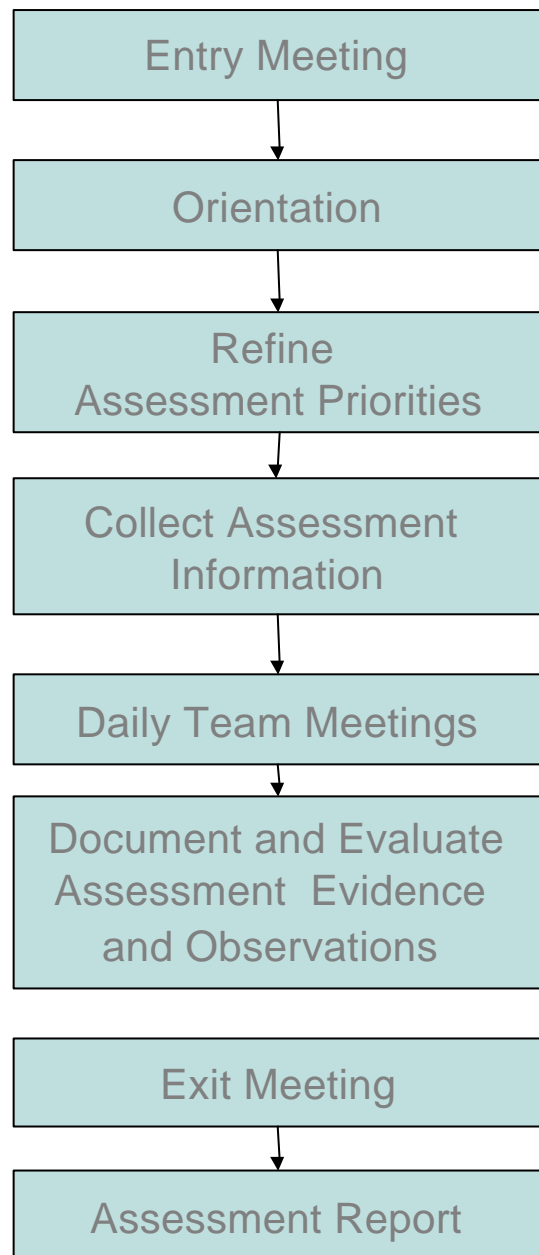 Entry Meeting
Orientation
Refine
Assessment Priorities
Collect Assessment
Information
Daily Team Meetings
Document and Evaluate
Assessment Evidence
and Observations
Exit Meeting
Assessment Report